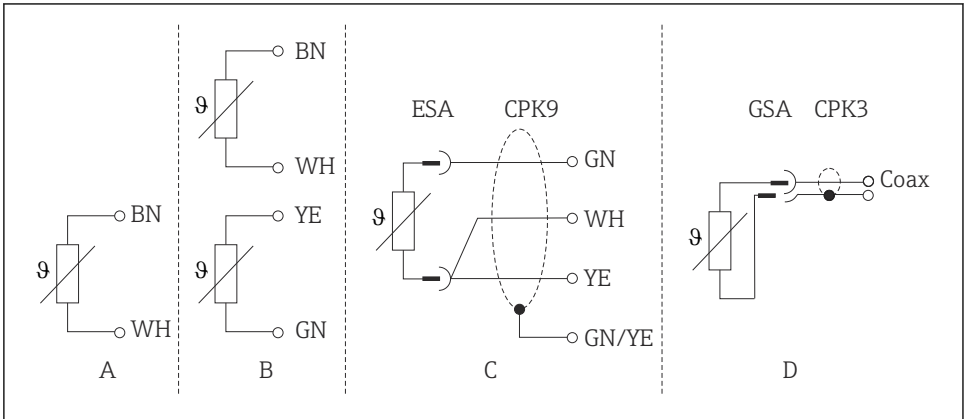 BN
ϑ
WH
A
BN
ϑ
WH
YE
ϑ
GN
B
ESA CPK9
GN
ϑ
WH
YE
GN/YE
C
GSA CPK3
Coax
ϑ
D